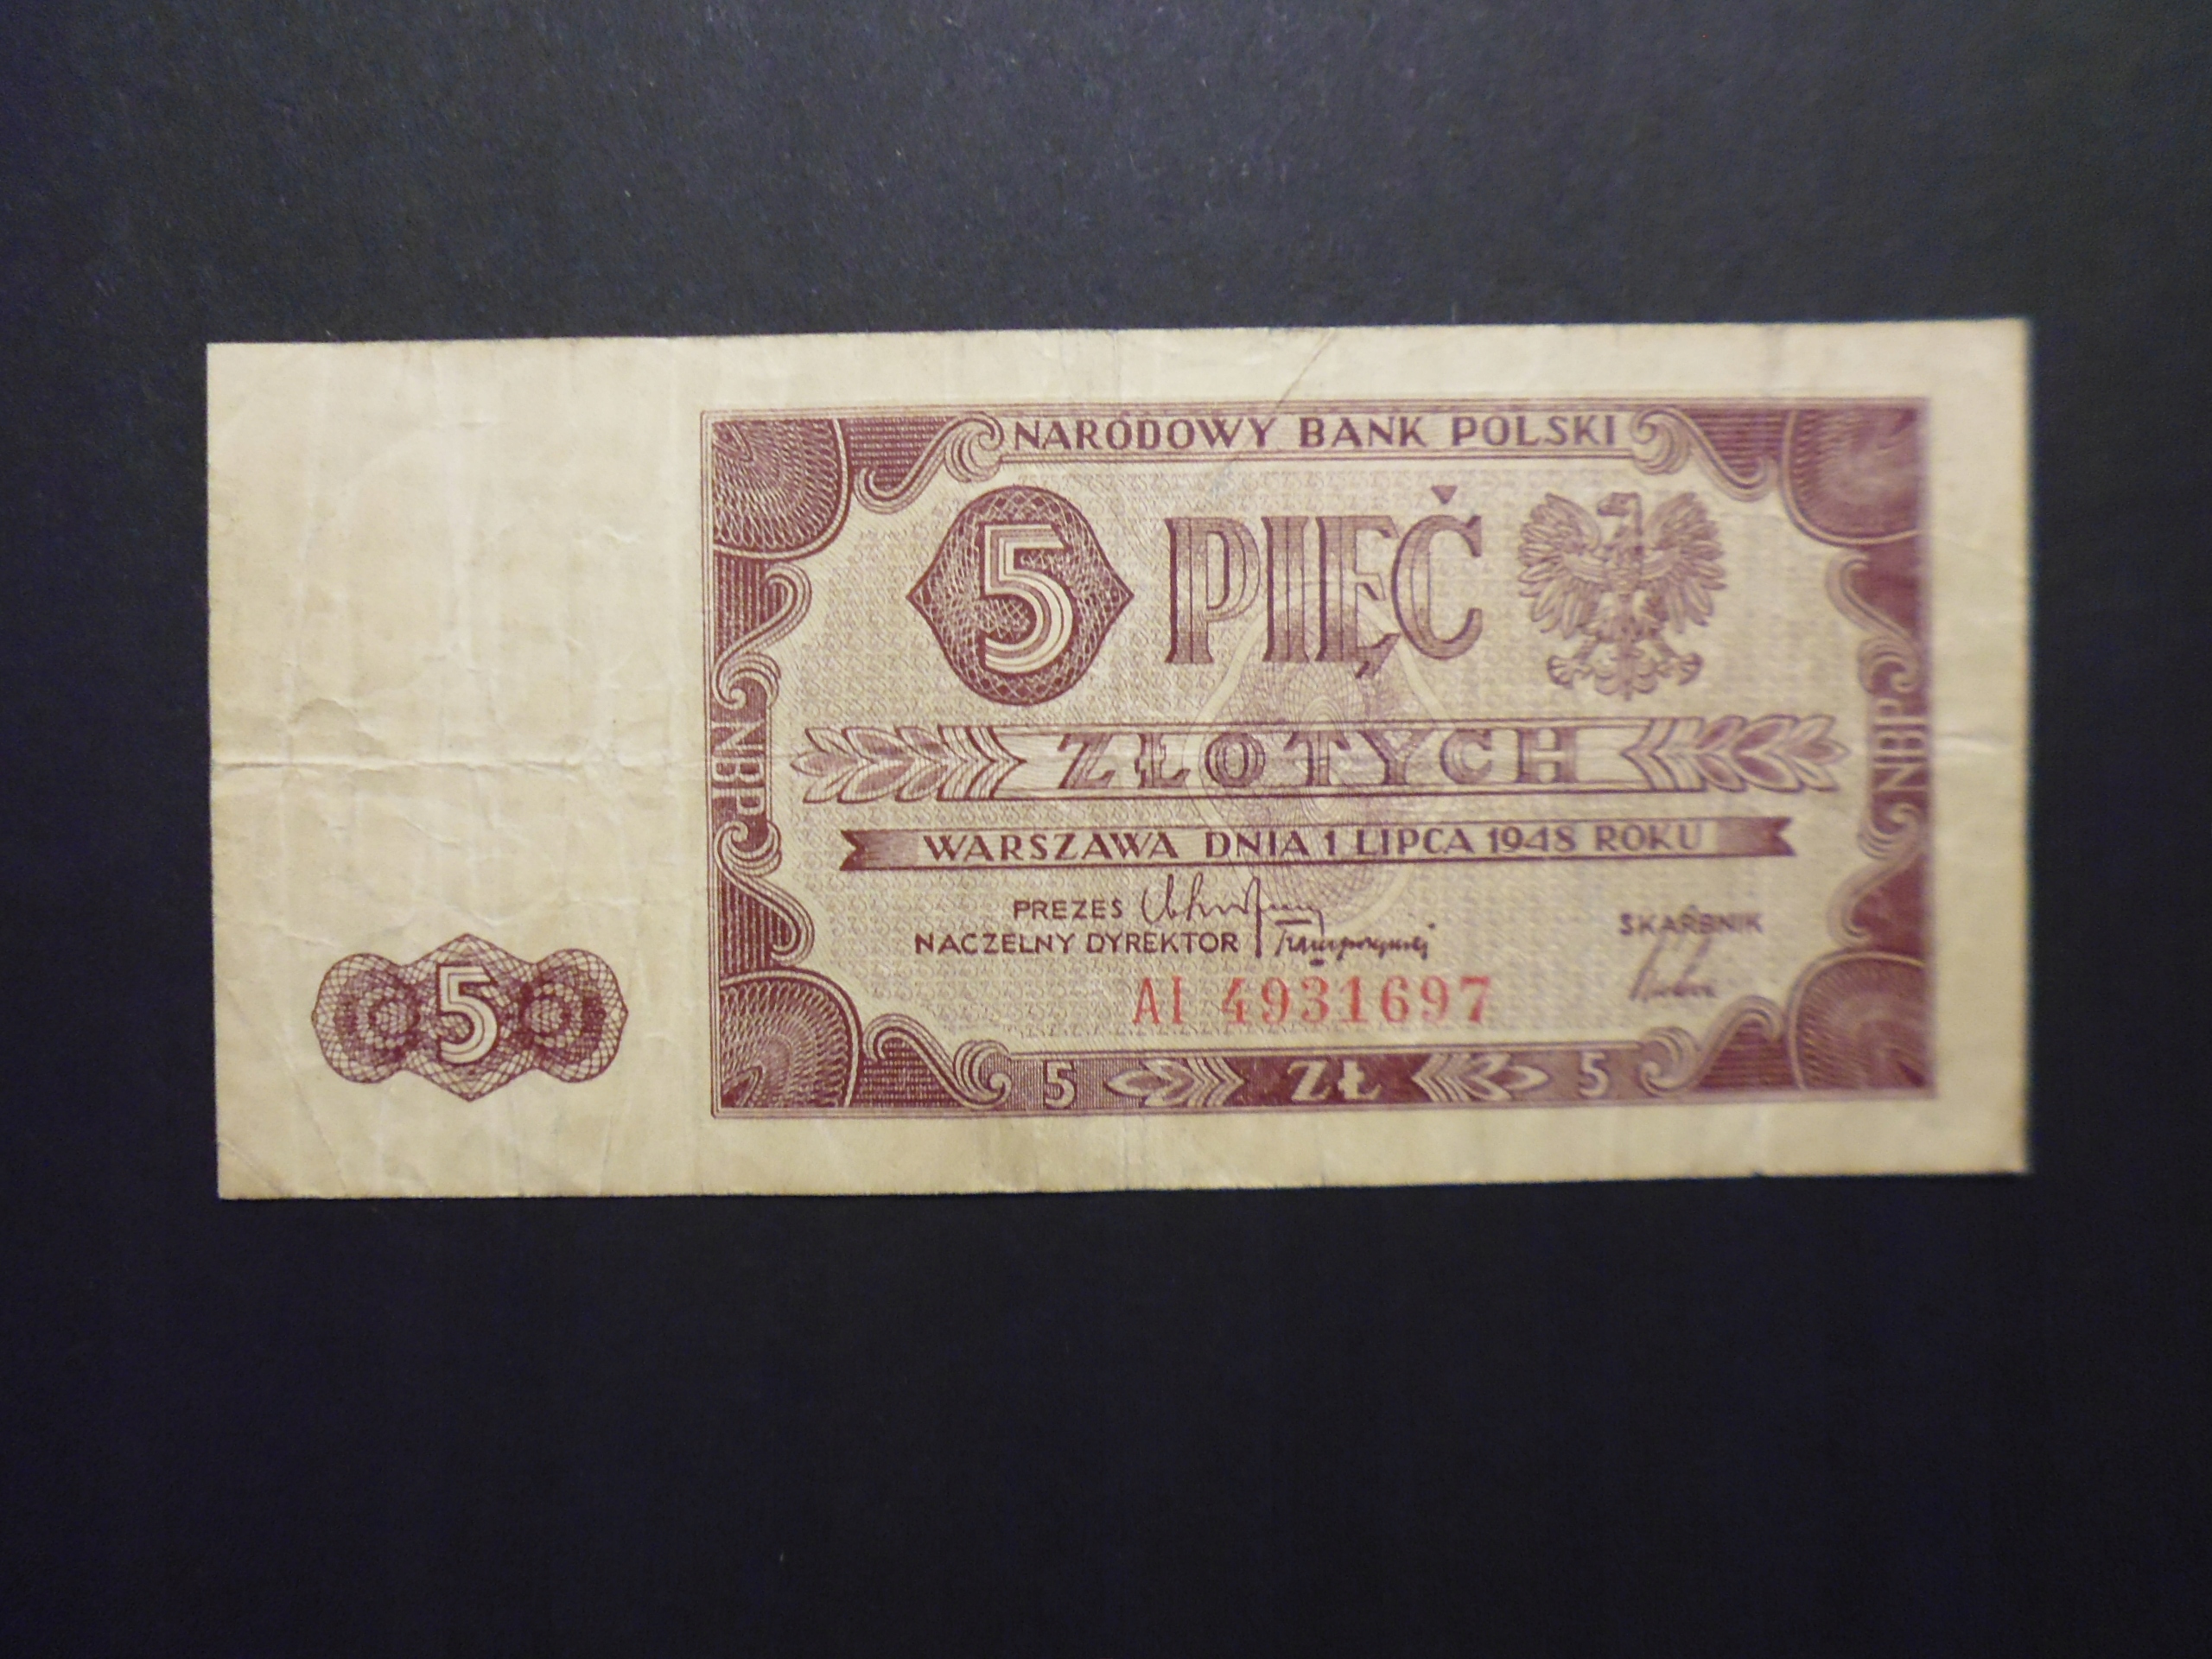 NARODOWY BANK POLSKI
5 PIĘĆ
ZŁOTYCH
WARSZAWA DNIA 1 LIPCA 1948 ROKU
PREZES
NACZELNY DYREKTOR
SKARBNIK
AI 4931697
5 ZŁ 5
5
NBP
NBP